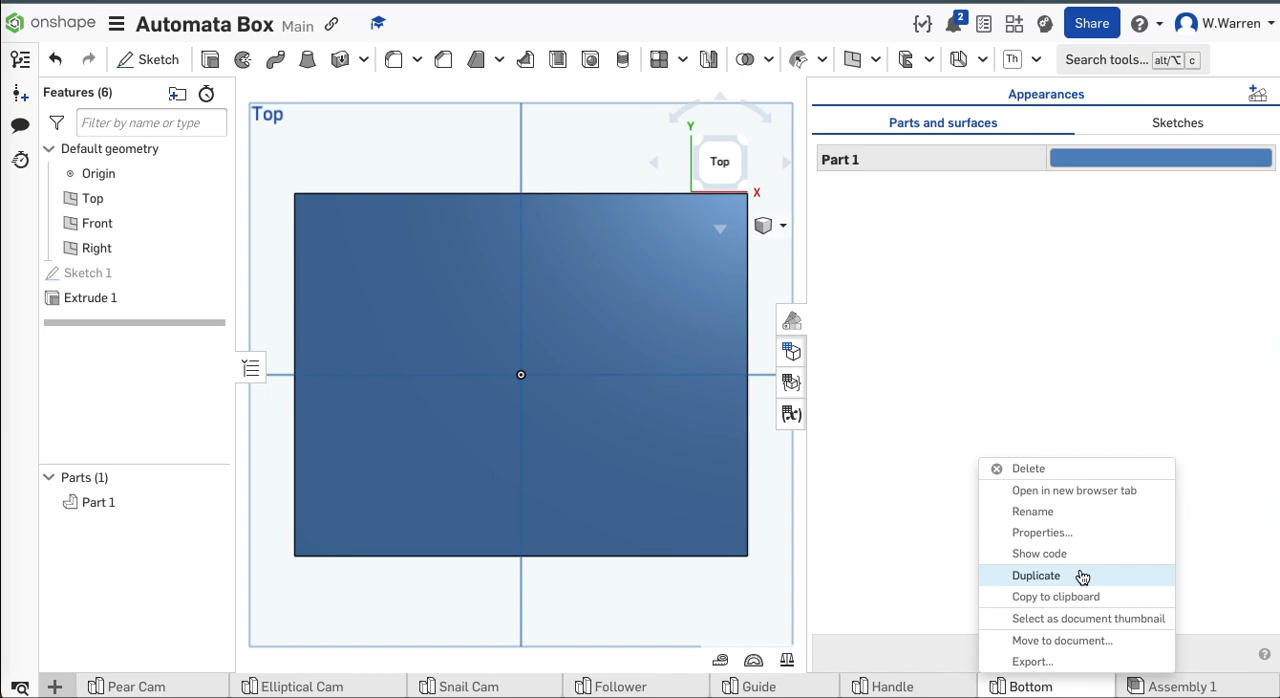 onshape Automata Box Main 2 Share W.Warren
Sketch Th Search tools... alt/⌥ c
Features (6)
Appearances
Filter by name or type
Parts and surfaces Sketches
Default geometry
Origin
Top
Front
Right
Sketch 1
Extrude 1
Parts (1)
Part 1
Top
Y
Top
X
Part 1
Delete
Open in new browser tab
Rename
Properties...
Show code
Duplicate
Copy to clipboard
Select as document thumbnail
Move to document...
Export...
Pear Cam Elliptical Cam Snail Cam Follower Guide Handle Bottom Assembly 1